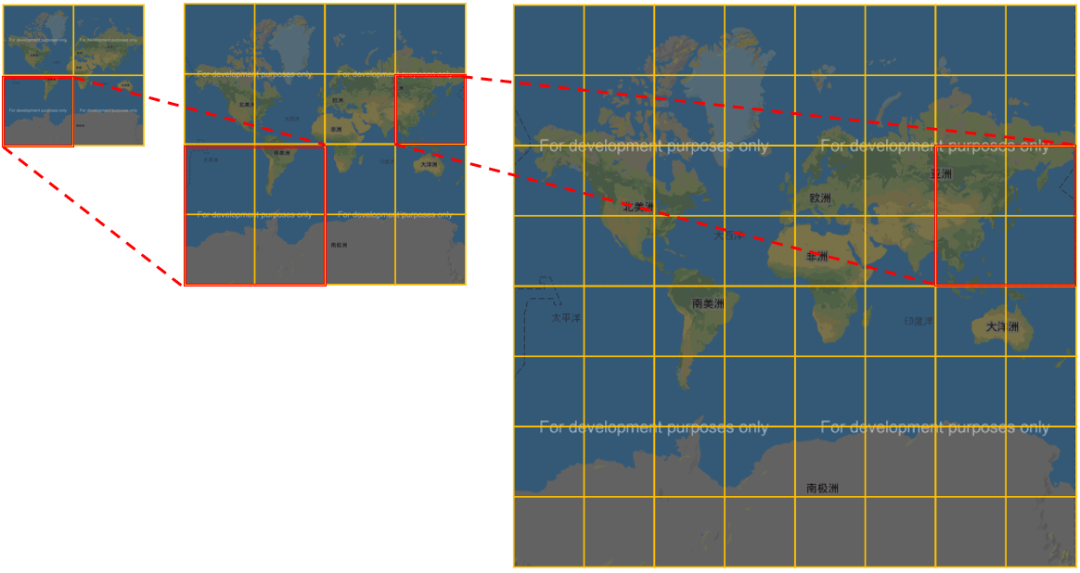 For development purposes only
For development purposes only
For development purposes only
For development purposes only
For development purposes only
For development purposes only
北美洲
欧洲
非洲
南美洲
大洋洲
南极洲
For development purposes only
For development purposes only
For development purposes only
For development purposes only
亚洲
欧洲
北美洲
大西洋
非洲
南美洲
太平洋
印度洋
大洋洲
For development purposes only
For development purposes only
南极洲